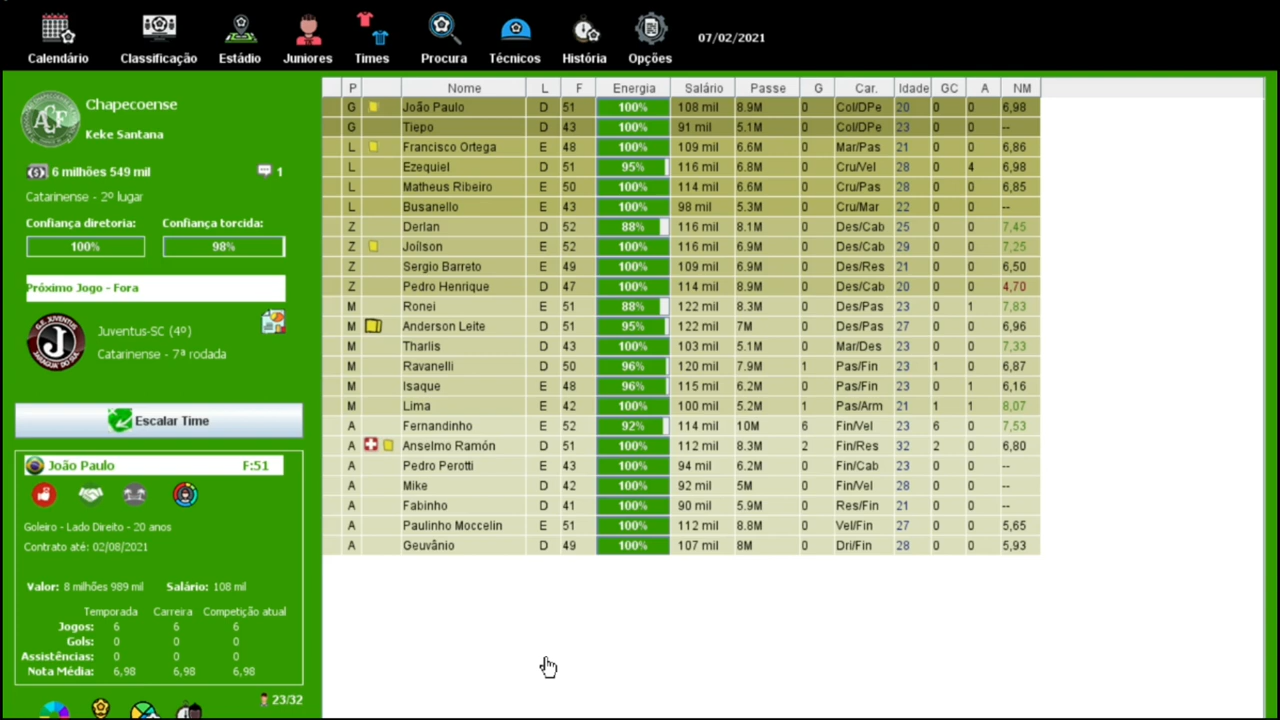 Calendário Classificação Estádio Juniores Times Procura Técnicos História Opções 07/02/2021
Chapecoense
Keke Santana
6 milhões 549 mil 1
Catarinense - 2º lugar
Confiança diretoria: Confiança torcida:
100% 98%
Próximo Jogo - Fora
Juventus-SC (4º)
Catarinense - 7ª rodada
Escalar Time
João Paulo F:51
Goleiro - Lado Direito - 20 anos
Contrato até: 02/08/2021
Valor: 8 milhões 989 mil Salário: 108 mil
Temporada Carreira Competição atual
Jogos: 6 6 6
Gols: 0 0 0
Assistências: 0 0 0
Nota Média: 6,98 6,98 6,98
23/32
P Nome L F Energia Salário Passe G Car. Idade GC A NM
G João Paulo D 51 100% 108 mil 8.9M 0 Col/DPe 20 0 0 6,98
G Tiepo D 43 100% 91 mil 5.1M 0 Col/DPe 23 0 0 --
L Francisco Ortega E 48 100% 109 mil 6.6M 0 Mar/Pas 21 0 0 6,86
L Ezequiel D 51 95% 116 mil 6.8M 0 Cru/Vel 28 0 4 6,98
L Matheus Ribeiro E 50 100% 114 mil 6.6M 0 Cru/Pas 28 0 0 6,85
L Busanello E 43 100% 98 mil 5.3M 0 Cru/Mar 22 0 0 --
Z Derlan D 52 88% 116 mil 8.1M 0 Des/Cab 25 0 0 7,45
Z Joílson E 52 100% 116 mil 6.9M 0 Des/Cab 29 0 0 7,25
Z Sergio Barreto E 49 100% 109 mil 6.9M 0 Des/Res 21 0 0 6,50
Z Pedro Henrique D 47 100% 114 mil 8.9M 0 Des/Cab 20 0 0 4,70
M Ronei E 51 88% 122 mil 8.3M 0 Des/Pas 23 0 1 7,83
M Anderson Leite D 51 95% 122 mil 7M 0 Des/Pas 27 0 0 6,96
M Tharlis D 43 100% 103 mil 5.1M 0 Mar/Des 23 0 0 7,33
M Ravanelli D 50 96% 120 mil 7.9M 1 Pas/Fin 23 1 0 6,87
M Isaque E 48 96% 115 mil 6.2M 0 Pas/Fin 23 0 1 6,16
M Lima E 42 100% 100 mil 5.2M 1 Pas/Arm 21 1 1 8,07
A Fernandinho E 52 92% 114 mil 10M 6 Fin/Vel 23 6 0 7,53
A Anselmo Ramón D 51 100% 112 mil 8.3M 2 Fin/Res 32 2 0 6,80
A Pedro Perotti E 43 100% 94 mil 6.2M 0 Fin/Cab 23 0 0 --
A Mike D 42 100% 92 mil 5M 0 Fin/Vel 28 0 0 --
A Fabinho D 41 100% 90 mil 5.9M 0 Res/Fin 21 0 0 --
A Paulinho Moccelin E 51 100% 112 mil 8.8M 0 Vel/Fin 27 0 0 5,65
A Geuvânio D 49 100% 107 mil 8M 0 Dri/Fin 28 0 0 5,93